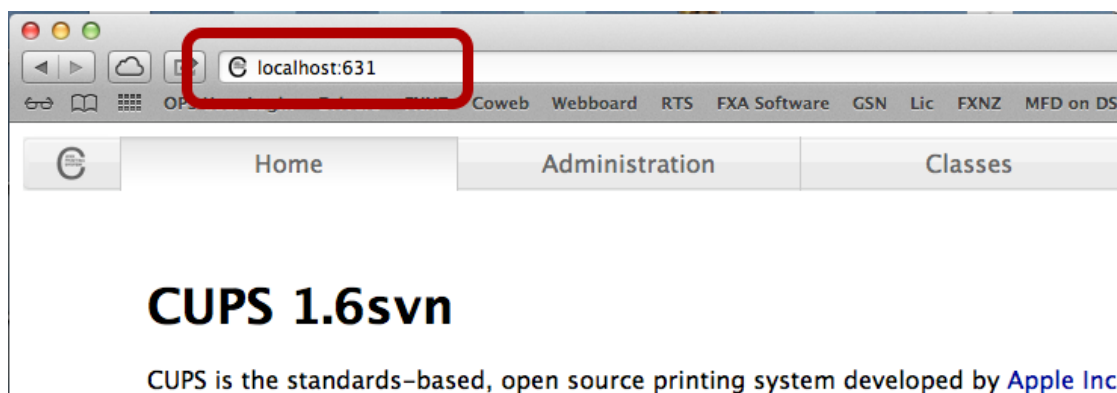 localhost:631
Coweb Webboard RTS FXA Software GSN Lic FXNZ MFD on DS
Home Administration Classes
CUPS 1.6svn
CUPS is the standards-based, open source printing system developed by Apple Inc